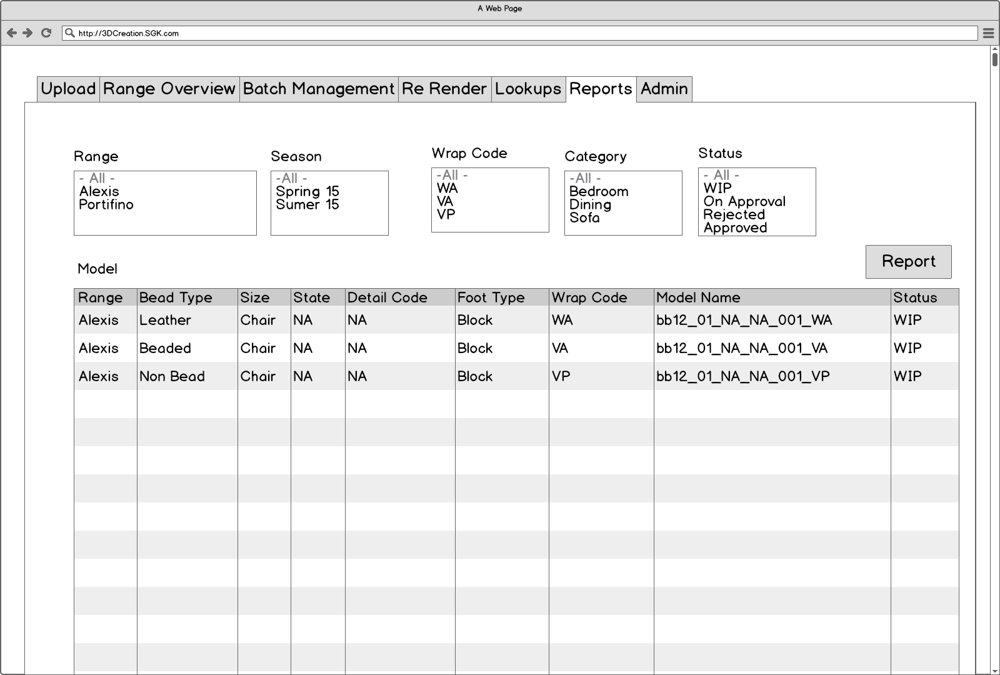 A Web Page
http://3DCreation.SGK.com
Upload Range Overview Batch Management Re Render Lookups Reports Admin
Range
- All -
Alexis
Portifino
Season
-All -
Spring 15
Sumer 15
Wrap Code
-All -
WA
VA
VP
Category
-All -
Bedroom
Dining
Sofa
Status
- All -
WIP
On Approval
Rejected
Approved
Report
Model
Range Bead Type Size State Detail Code Foot Type Wrap Code Model Name Status
Alexis Leather Chair NA NA Block WA bb12_01_NA_NA_001_WA WIP
Alexis Beaded Chair NA NA Block VA bb12_01_NA_NA_001_VA WIP
Alexis Non Bead Chair NA NA Block VP bb12_01_NA_NA_001_VP WIP